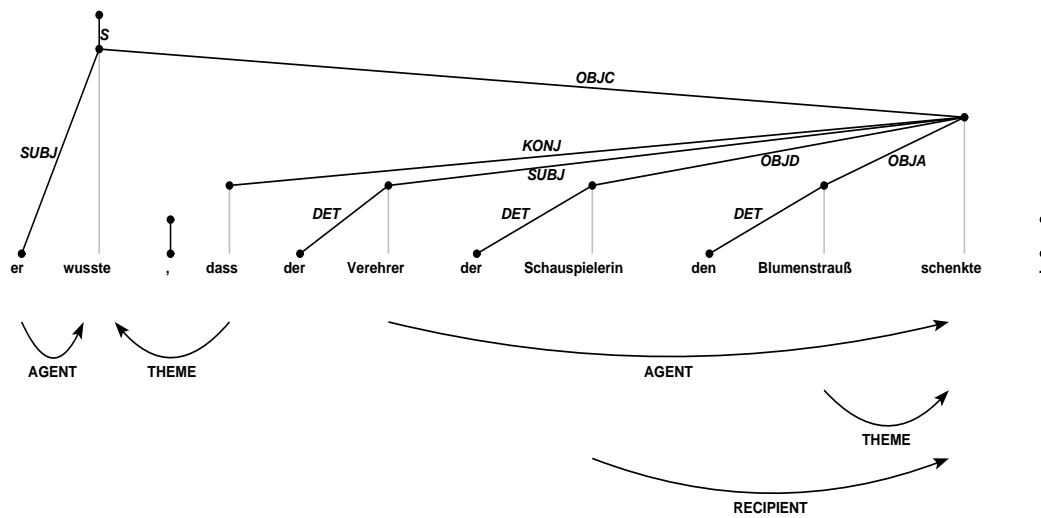 S
OBJC
SUBJ
KONJ
OBJD
OBJA
SUBJ
DET
DET
DET
er wusste , dass der Verehrer der Schauspielerin den Blumenstrauß schenkte .
AGENT THEME AGENT
THEME
RECIPIENT